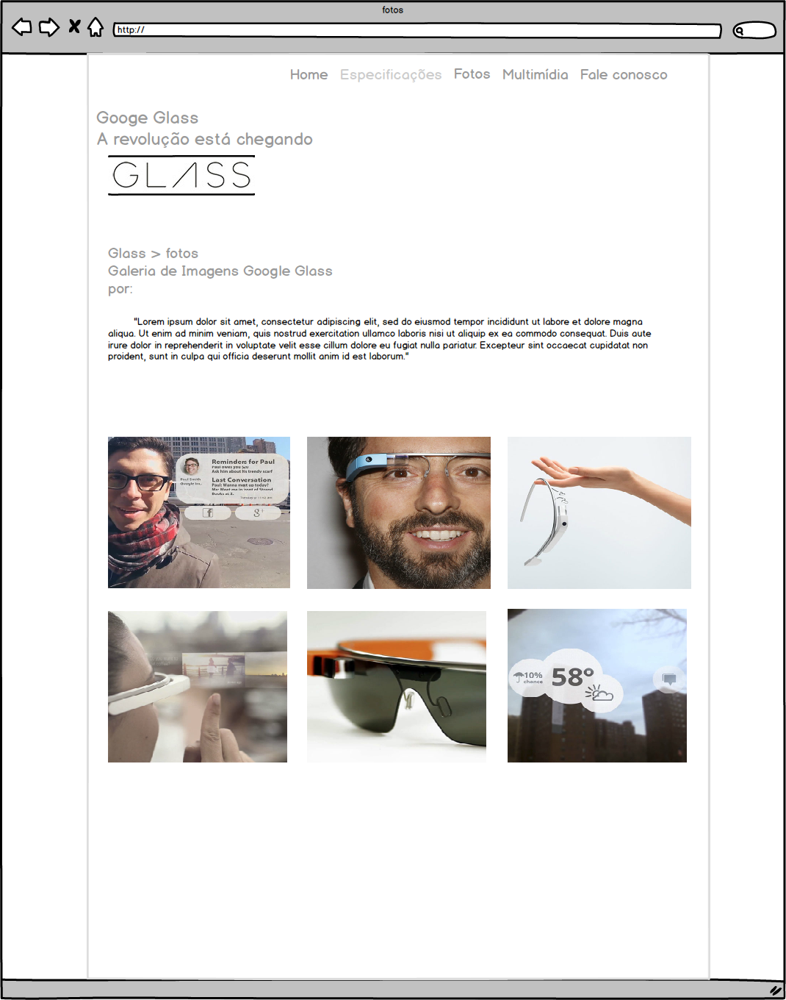 fotos
http://
Home Especificações Fotos Multimídia Fale conosco
Googe Glass
A revolução está chegando
GLASS
Glass > fotos
Galeria de Imagens Google Glass
por:
"Lorem ipsum dolor sit amet, consectetur adipiscing elit, sed do eiusmod tempor incididunt ut labore et dolore magna
aliqua. Ut enim ad minim veniam, quis nostrud exercitation ullamco laboris nisi ut aliquip ex ea commodo consequat. Duis aute
irure dolor in reprehenderit in voluptate velit esse cillum dolore eu fugiat nulla pariatur. Excepteur sint occaecat cupidatat non
proident, sunt in culpa qui officia deserunt mollit anim id est laborum."
Reminders for Paul
Paul owes you $20
Ask him about his trendy scarf
Paul Smith
Google Inc.
Last Conversation
Paul: Wanna meet up today?
Me: Meet me in front of Strand
Books at 2.
f
g+
10%
chance
58°